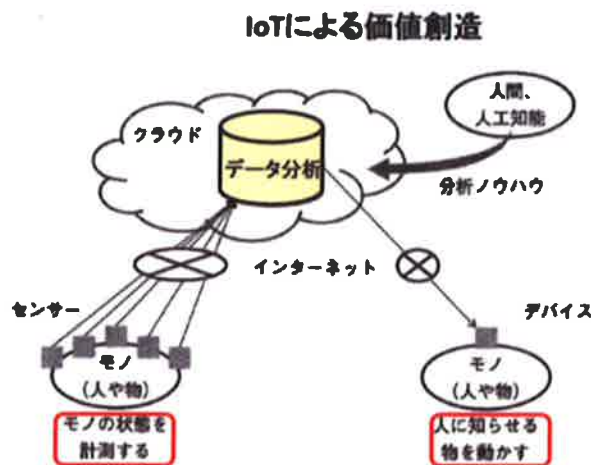 IoTによる価値創造
クラウド
人間、
人工知能
データ分析
分析ノウハウ
インターネット
センサー
デバイス
モノ
(人や物)
モノ
(人や物)
モノの状態を
計測する
人に知らせる
物を動かす